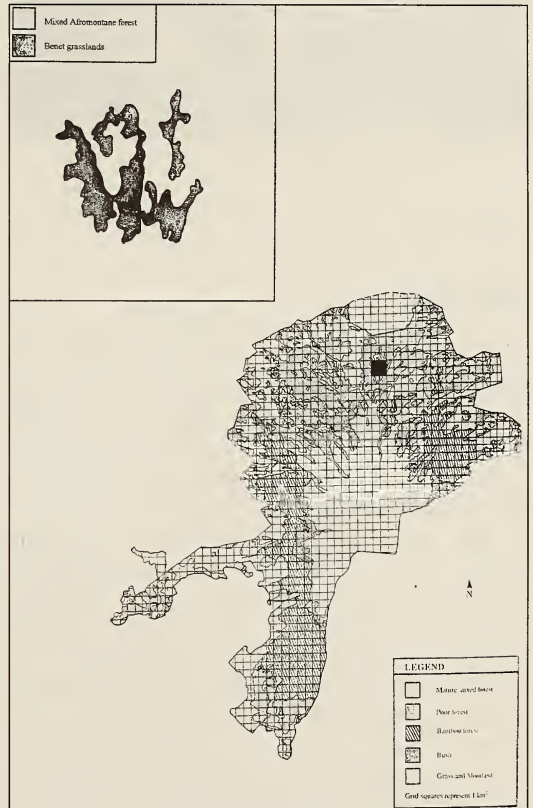 Mixed Afromontane forest
Benet grasslands
N
LEGEND
Mature mixed forest
Poor forest
Bamboo forest
Bush
Grass and Moorland
Grid squares represent 1 km²